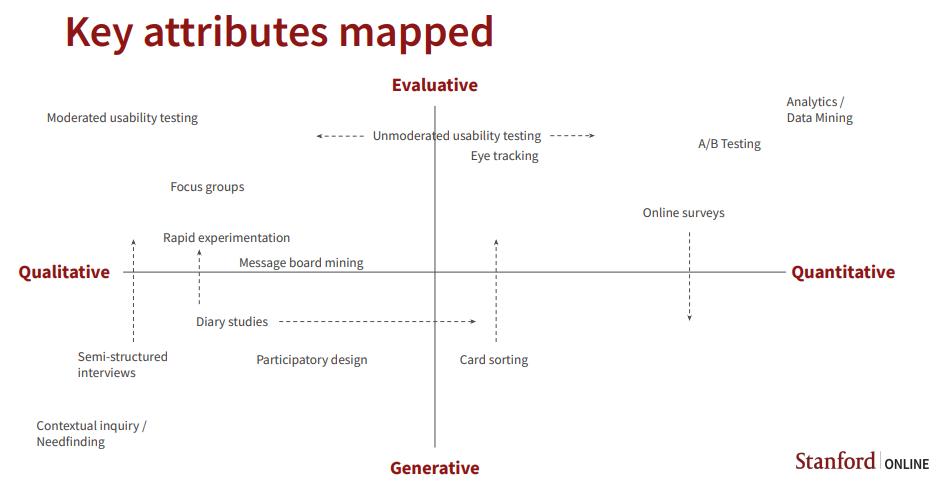 Key attributes mapped
Evaluative
Analytics /
Data Mining
Moderated usability testing
Unmoderated usability testing
A/B Testing
Eye tracking
Focus groups
Online surveys
Rapid experimentation
Message board mining
Qualitative
Quantitative
Diary studies
Semi-structured
interviews
Participatory design
Card sorting
Contextual inquiry /
Needfinding
Generative
Stanford ONLINE